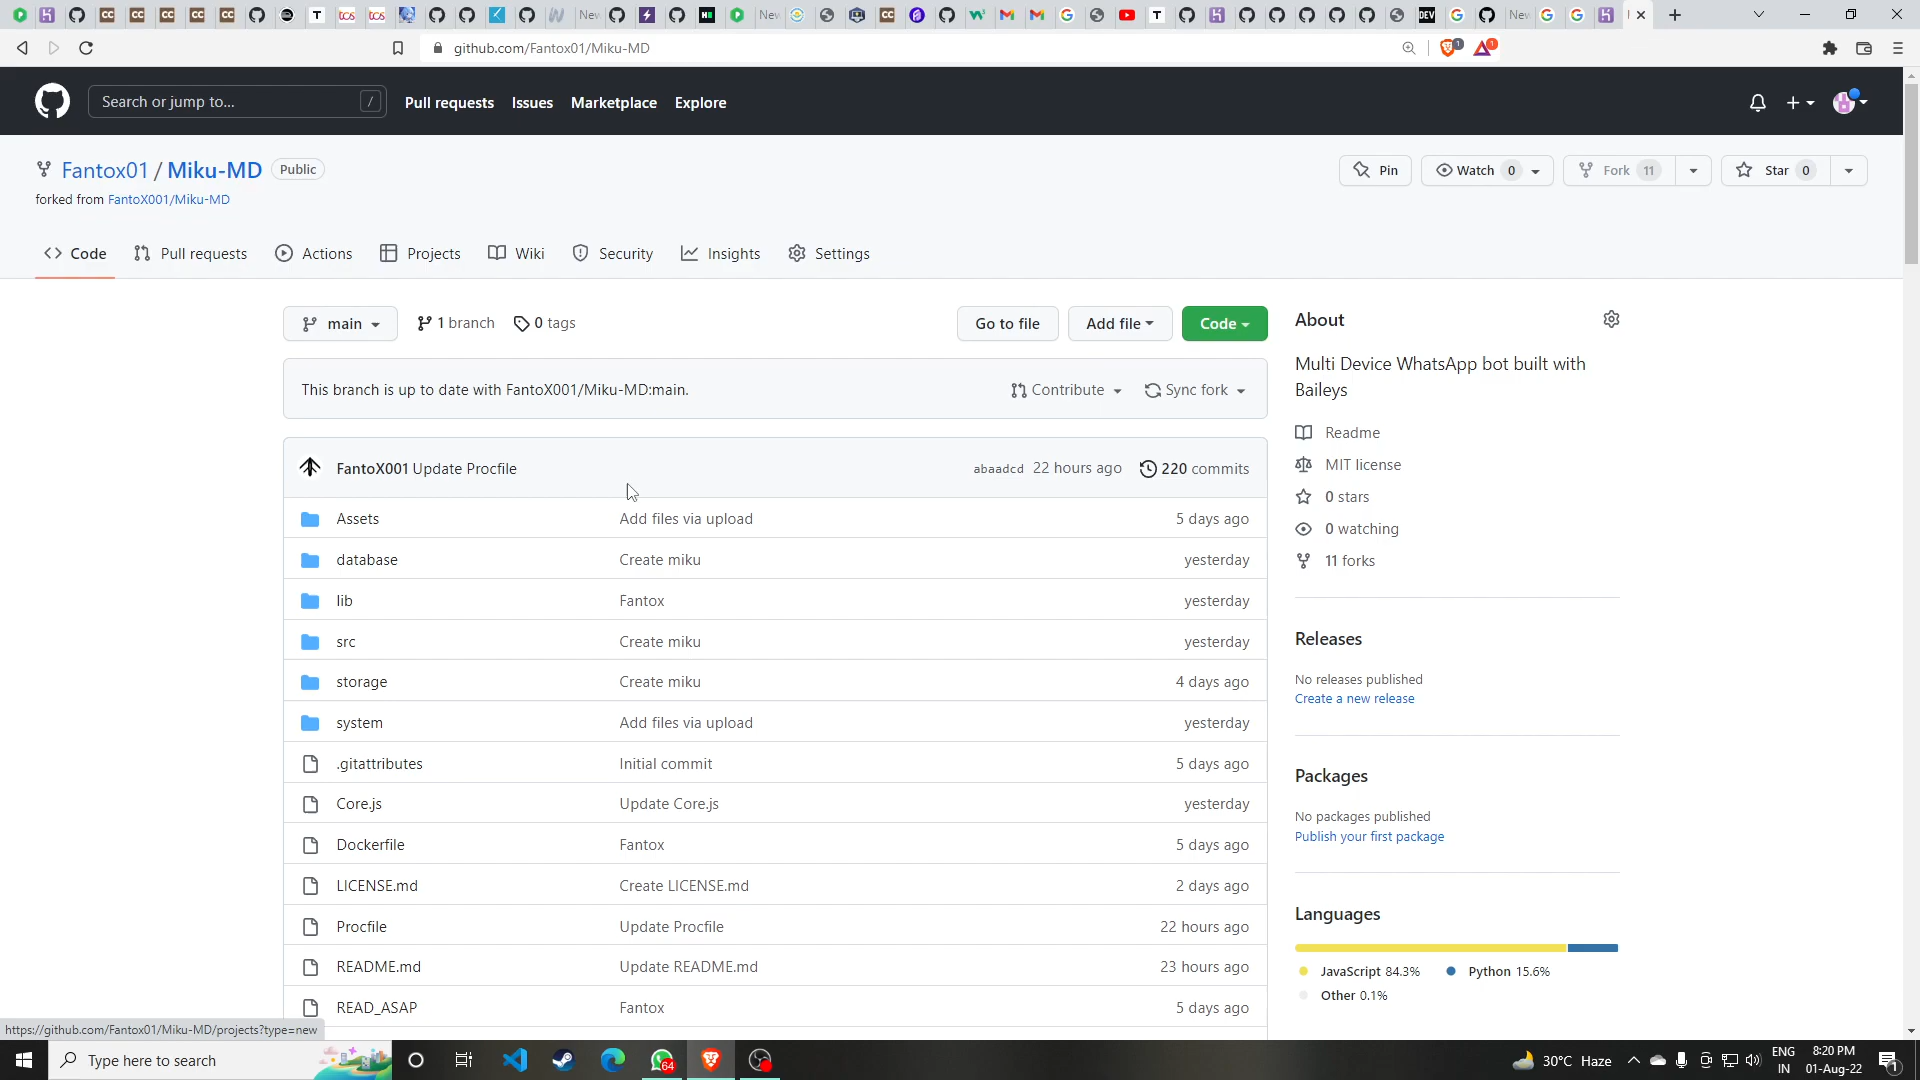 New
New
New
github.com/Fantox01/Miku-MD
1
1
Search or jump to...
/
Pull requests
Issues
Marketplace
Explore
Fantox01 / Miku-MD
Public
forked from FantoX001/Miku-MD
Pin
Watch 0
Fork 11
Star 0
Code
Pull requests
Actions
Projects
Wiki
Security
Insights
Settings
main
1 branch
0 tags
Go to file
Add file
Code
This branch is up to date with FantoX001/Miku-MD:main.
Contribute
Sync fork
FantoX001 Update Procfile
abaadcd 22 hours ago
220 commits
Assets Add files via upload 5 days ago
database Create miku yesterday
lib Fantox yesterday
src Create miku yesterday
storage Create miku 4 days ago
system Add files via upload yesterday
.gitattributes Initial commit 5 days ago
Core.js Update Core.js yesterday
Dockerfile Fantox 5 days ago
LICENSE.md Create LICENSE.md 2 days ago
Procfile Update Procfile 22 hours ago
README.md Update README.md 23 hours ago
READ_ASAP Fantox 5 days ago
About
Multi Device WhatsApp bot built with
Baileys
Readme
MIT license
0 stars
0 watching
11 forks
Releases
No releases published
Create a new release
Packages
No packages published
Publish your first package
Languages
JavaScript 84.3%
Python 15.6%
Other 0.1%
https://github.com/Fantox01/Miku-MD/projects?type=new
Type here to search
64
30°C Haze
ENG
IN
8:20 PM
01-Aug-22
1